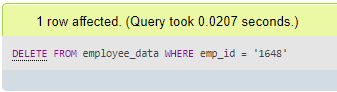 1 row affected. (Query took 0.0207 seconds.)
DELETE FROM employee_data WHERE emp_id = '1648'